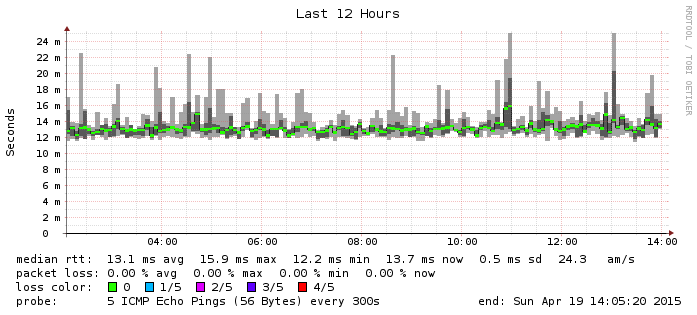 Last 12 Hours
RRDTOOL / TOBI OETIKER
Seconds
24 m
22 m
20 m
18 m
16 m
14 m
12 m
10 m
8 m
6 m
4 m
2 m
0
04:00 06:00 08:00 10:00 12:00 14:00
median rtt: 13.1 ms avg 15.9 ms max 12.2 ms min 13.7 ms now 0.5 ms sd 24.3 am/s
packet loss: 0.00 % avg 0.00 % max 0.00 % min 0.00 % now
loss color: 0 1/5 2/5 3/5 4/5
probe: 5 ICMP Echo Pings (56 Bytes) every 300s end: Sun Apr 19 14:05:20 2015